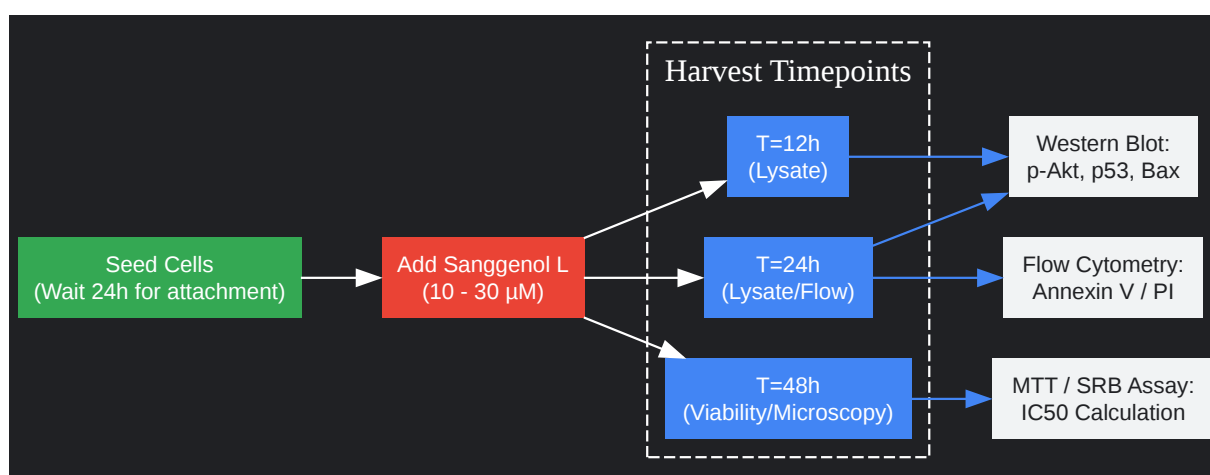 Harvest Timepoints
T=12h
(Lysate)
Western Blot:
p-Akt, p53, Bax
Seed Cells
(Wait 24h for attachment)
Add Sanggenol L
(10 - 30 µM)
T=24h
(Lysate/Flow)
Flow Cytometry:
Annexin V / PI
T=48h
(Viability/Microscopy)
MTT / SRB Assay:
IC50 Calculation